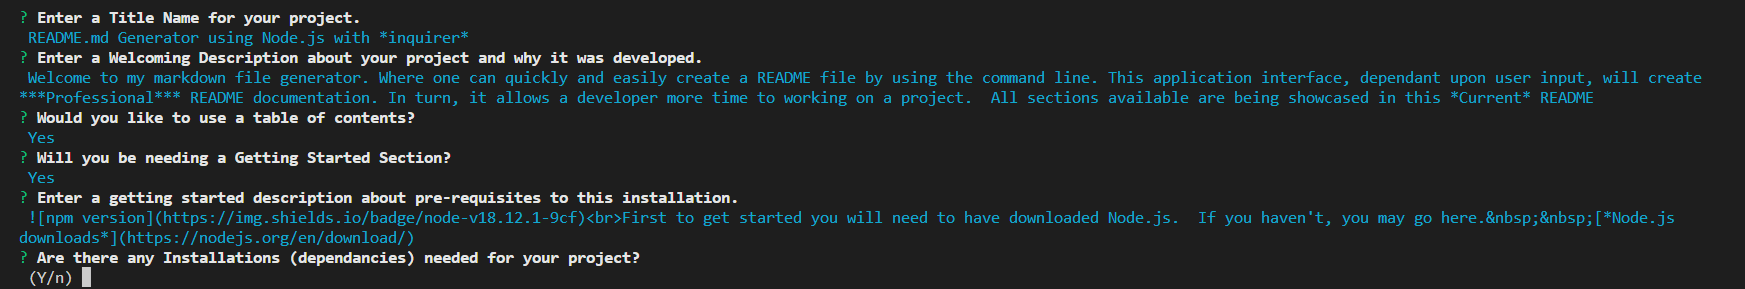 ? Enter a Title Name for your project.
README.md Generator using Node.js with *inquirer*
? Enter a Welcoming Description about your project and why it was developed.
Welcome to my markdown file generator. Where one can quickly and easily create a README file by using the command line. This application interface, dependant upon user input, will create
***Professional*** README documentation. In turn, it allows a developer more time to working on a project.  All sections available are being showcased in this *Current* README
? Would you like to use a table of contents?
Yes
? Will you be needing a Getting Started Section?
Yes
? Enter a getting started description about pre-requisites to this installation.
![npm version](https://img.shields.io/badge/node-v18.12.1-9cf)<br>First to get started you will need to have downloaded Node.js.  If you haven't, you may go here.&nbsp;&nbsp;[*Node.js
downloads*](https://nodejs.org/en/download/)
? Are there any Installations (dependancies) needed for your project?
(Y/n)